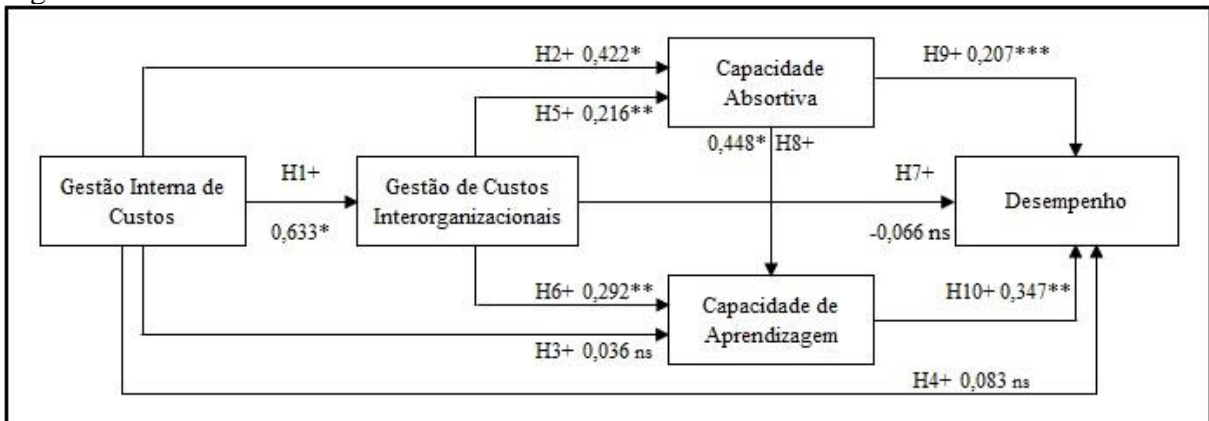 H2+ 0,422*
Capacidade
Absortiva
H9+ 0,207***
H5+ 0,216**
0,448* H8+
Gestão Interna de
Custos
H1+
0,633*
Gestão de Custos
Interorganizacionais
H7+
-0,066 ns
Desempenho
H6+ 0,292**
Capacidade de
Aprendizagem
H10+ 0,347**
H3+ 0,036 ns
H4+ 0,083 ns